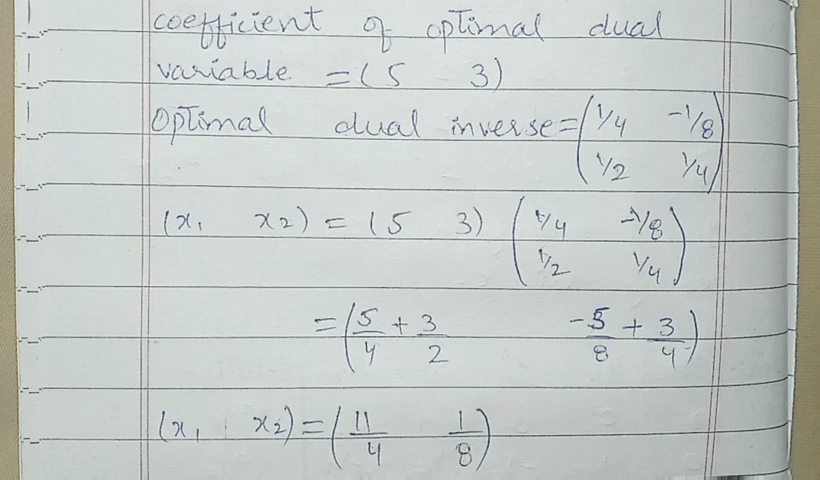 coefficient of optimal dual
variable = (5 3)
Optimal dual inverse = (1/4 -1/8
1/2 1/4)
(x₁ x₂) = (5 3) (1/4 -1/8
1/2 1/4)
= (5/4 + 3/2 -5/8 + 3/4)
(x₁ x₂) = (11/4 1/8)